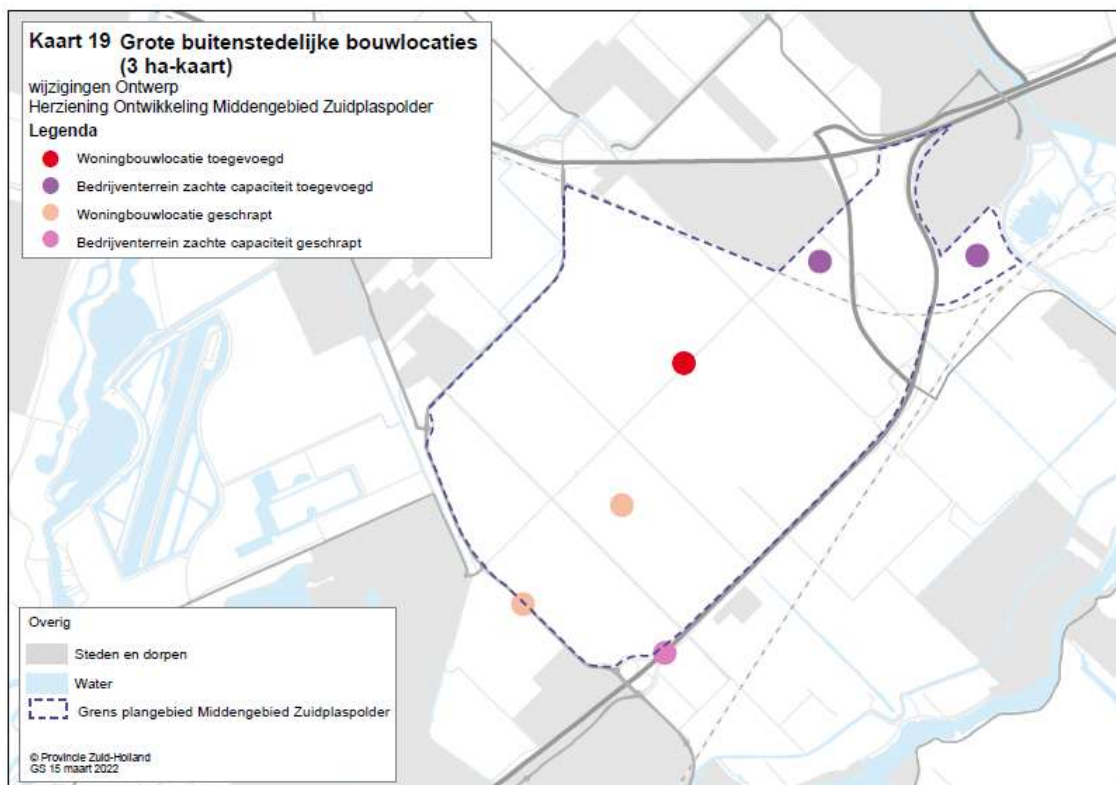 Kaart 19 Grote buitenstedelijke bouwlocaties
(3 ha-kaart)
wijzigingen Ontwerp
Herziening Ontwikkeling Middengebied Zuidplaspolder
Legenda
Woningbouwlocatie toegevoegd
Bedrijventerrein zachte capaciteit toegevoegd
Woningbouwlocatie geschrapt
Bedrijventerrein zachte capaciteit geschrapt
Overig
Steden en dorpen
Water
Grens plangebied Middengebied Zuidplaspolder
© Provincie Zuid-Holland
GS 15 maart 2022